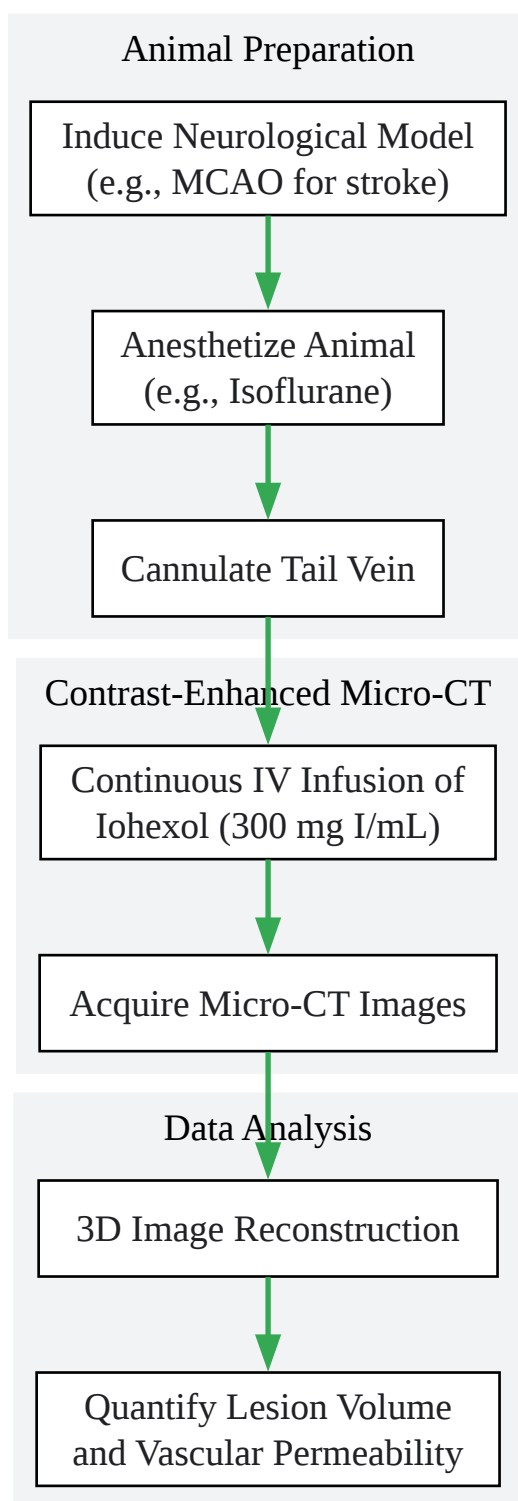 Animal Preparation
Induce Neurological Model
(e.g., MCAO for stroke)
Anesthetize Animal
(e.g., Isoflurane)
Cannulate Tail Vein
Contrast-Enhanced Micro-CT
Continuous IV Infusion of
Iohexol (300 mg I/mL)
Acquire Micro-CT Images
Data Analysis
3D Image Reconstruction
Quantify Lesion Volume
and Vascular Permeability